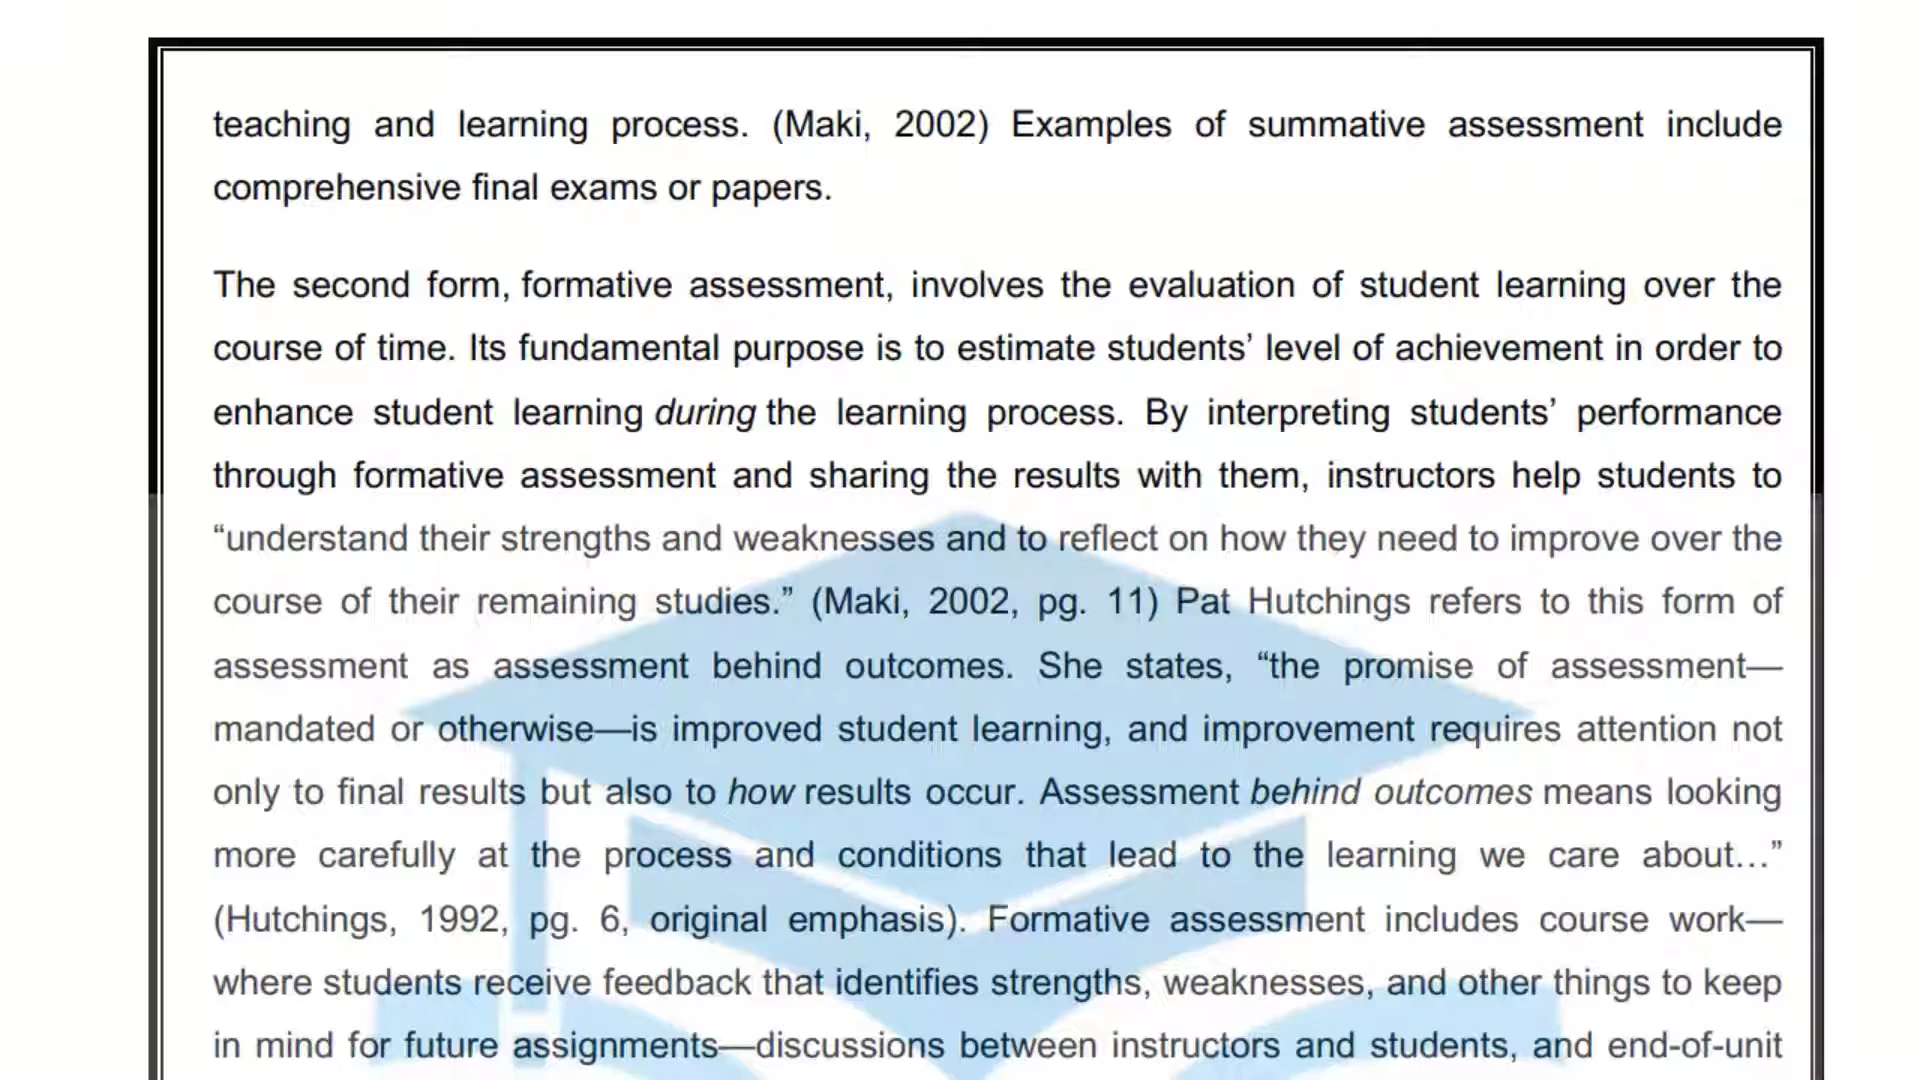 teaching and learning process. (Maki, 2002) Examples of summative assessment include
comprehensive final exams or papers.
The second form, formative assessment, involves the evaluation of student learning over the
course of time. Its fundamental purpose is to estimate students’ level of achievement in order to
enhance student learning during the learning process. By interpreting students’ performance
through formative assessment and sharing the results with them, instructors help students to
“understand their strengths and weaknesses and to reflect on how they need to improve over the
course of their remaining studies.” (Maki, 2002, pg. 11) Pat Hutchings refers to this form of
assessment as assessment behind outcomes. She states, “the promise of assessment—
mandated or otherwise—is improved student learning, and improvement requires attention not
only to final results but also to how results occur. Assessment behind outcomes means looking
more carefully at the process and conditions that lead to the learning we care about…”
(Hutchings, 1992, pg. 6, original emphasis). Formative assessment includes course work—
where students receive feedback that identifies strengths, weaknesses, and other things to keep
in mind for future assignments—discussions between instructors and students, and end-of-unit